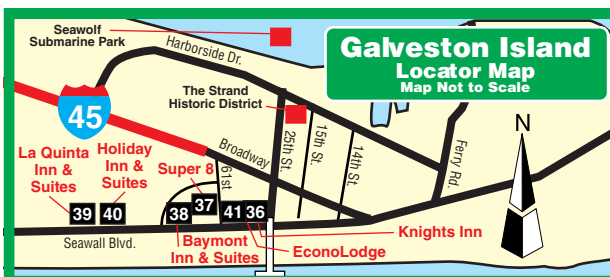 Seawolf
Submarine Park
Harborside Dr.
Galveston Island
Locator Map
Map Not to Scale
The Strand
Historic District
45
N
La Quinta
Inn &
Suites
Holiday
Inn &
Suites
Super 8
Broadway
61st
25th St.
15th St.
14th St.
Ferry Rd.
39
40
38
37
41
36
Knights Inn
Seawall Blvd.
Baymont
Inn & Suites
EconoLodge